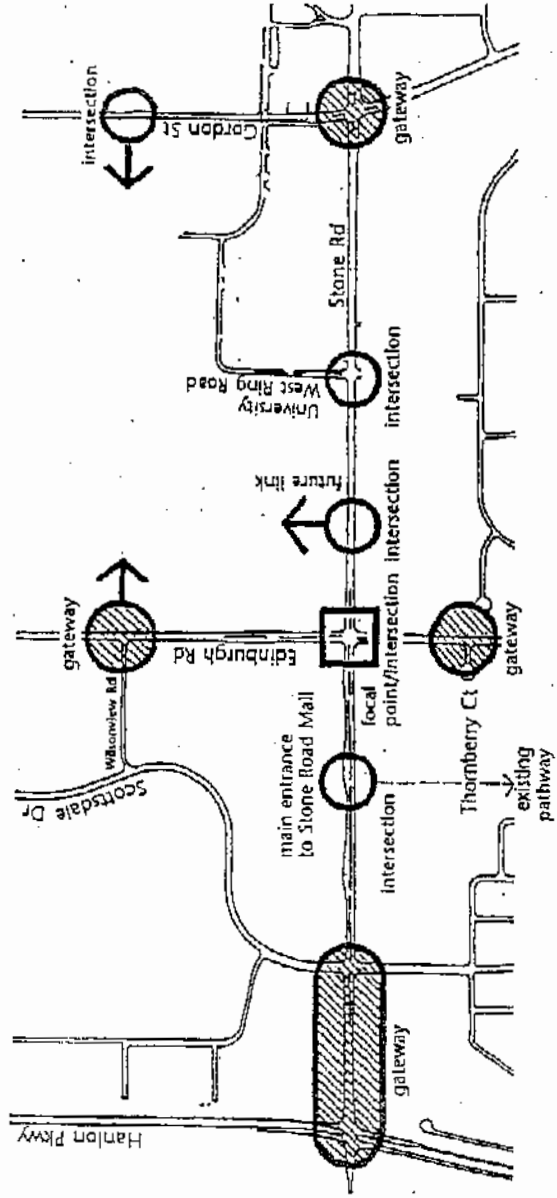 intersection
Gordon St
gateway
Stone Rd
University
West Ring Road
intersection
future link
intersection
gateway
Edinburgh Rd
focal
point/intersection
gateway
Thornberry Ct
Wilsonview Rd
Scottsdale Dr
main entrance
to Stone Road Mall
intersection
existing
pathway
gateway
Hanlon Pkwy